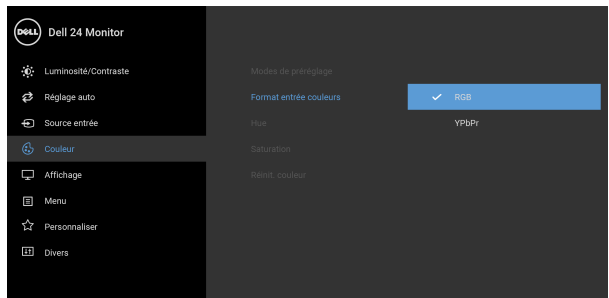 DELL
Dell 24 Monitor
Luminosité/Contraste
Réglage auto
Source entrée
Couleur
Affichage
Menu
Personnaliser
Divers
Modes de préréglage
Format entrée couleurs
Hue
Saturation
Réinit. couleur
RGB
YPbPr